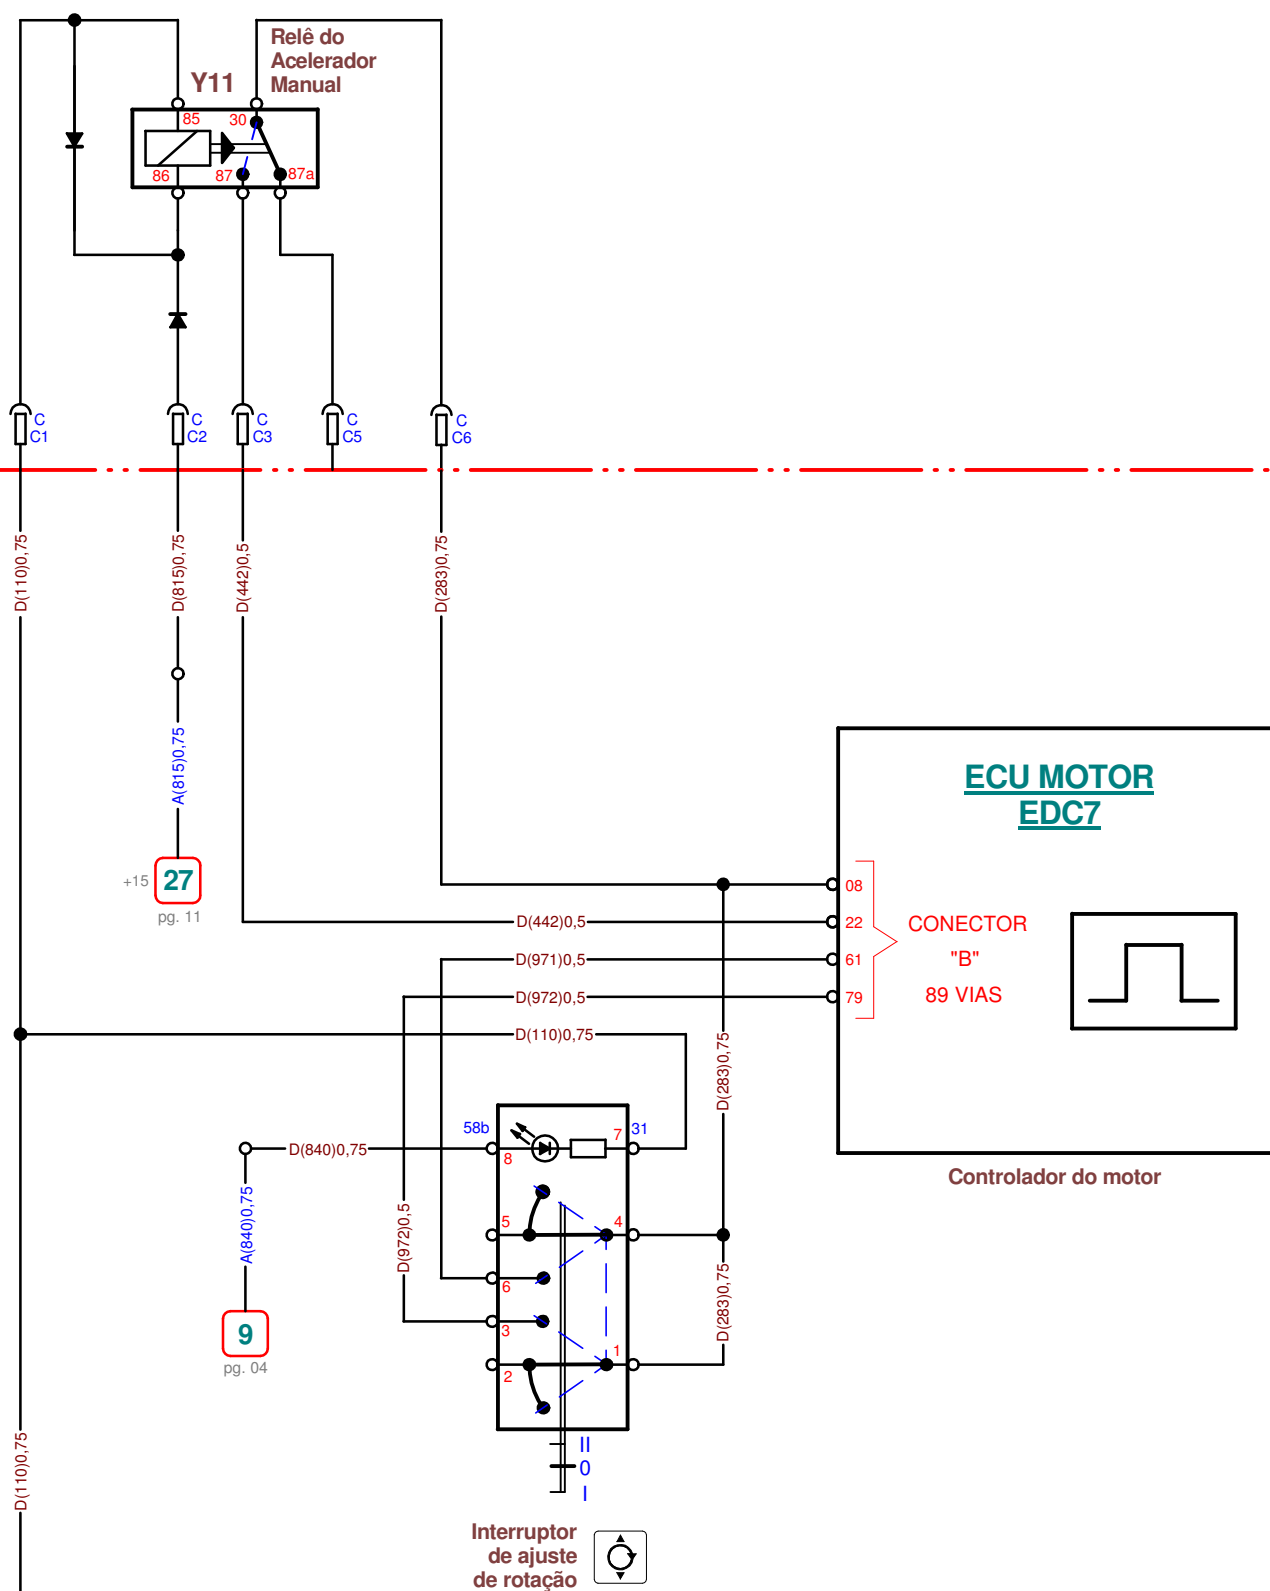 Relê do
Acelerador
Manual
Y11
85
30
86
87
87a
C
C1
C
C2
C
C3
C
C5
C
C6
D(110)0,75
D(815)0,75
D(442)0,5
D(283)0,75
A(815)0,75
+15
27
pg. 11
ECU MOTOR
EDC7
08
22
61
79
CONECTOR
"B"
89 VIAS
D(442)0,5
D(971)0,5
D(972)0,5
D(110)0,75
D(283)0,75
Controlador do motor
58b
7
31
8
D(840)0,75
A(840)0,75
D(972)0,5
5
4
6
3
1
2
D(283)0,75
9
pg. 04
D(110)0,75
II
0
I
Interruptor
de ajuste
de rotação